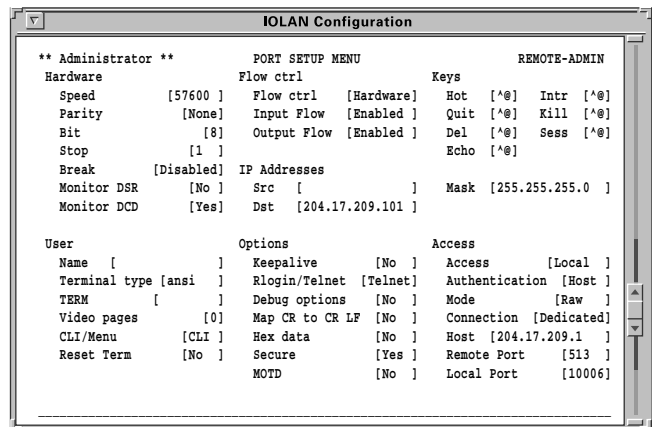 IOLAN Configuration
** Administrator ** PORT SETUP MENU REMOTE-ADMIN
Hardware Flow ctrl Keys
Speed [57600 ] Flow ctrl [Hardware] Hot [^@] Intr [^@]
Parity [None] Input Flow [Enabled ] Quit [^@] Kill [^@]
Bit [8] Output Flow [Enabled ] Del [^@] Sess [^@]
Stop [1 ] Echo [^@]
Break [Disabled] IP Addresses
Monitor DSR [No ] Src [ ] Mask [255.255.255.0 ]
Monitor DCD [Yes] Dst [204.17.209.101 ]
User Options Access
Name [ ] Keepalive [No ] Access [Local ]
Terminal type [ansi ] Rlogin/Telnet [Telnet] Authentication [Host ]
TERM [ ] Debug options [No ] Mode [Raw ]
Video pages [0] Map CR to CR LF [No ] Connection [Dedicated]
CLI/Menu [CLI ] Hex data [No ] Host [204.17.209.1 ]
Reset Term [No ] Secure [Yes ] Remote Port [513 ]
MOTD [No ] Local Port [10006]